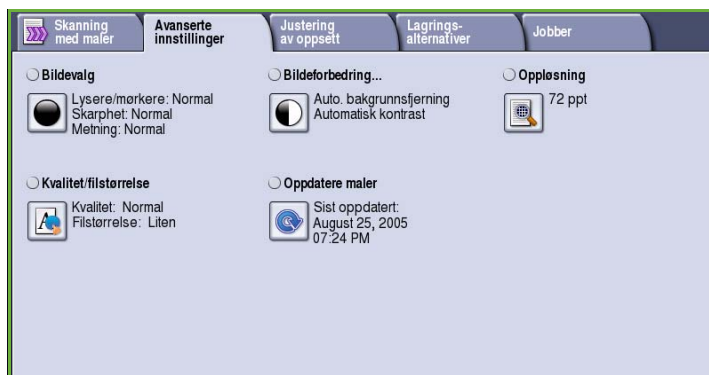 Skanning
med maler
Avanserte
innstillinger
Justering
av oppsett
Lagrings-
alternativer
Jobber
Bildevalg
Lysere/mørkere: Normal
Skarphet: Normal
Metning: Normal
Bildeforbedring...
Auto. bakgrunnsfjerning
Automatisk kontrast
Oppløsning
72 ppt
Kvalitet/filstørrelse
Kvalitet: Normal
Filstørrelse: Liten
Oppdatere maler
Sist oppdatert:
August 25, 2005
07:24 PM